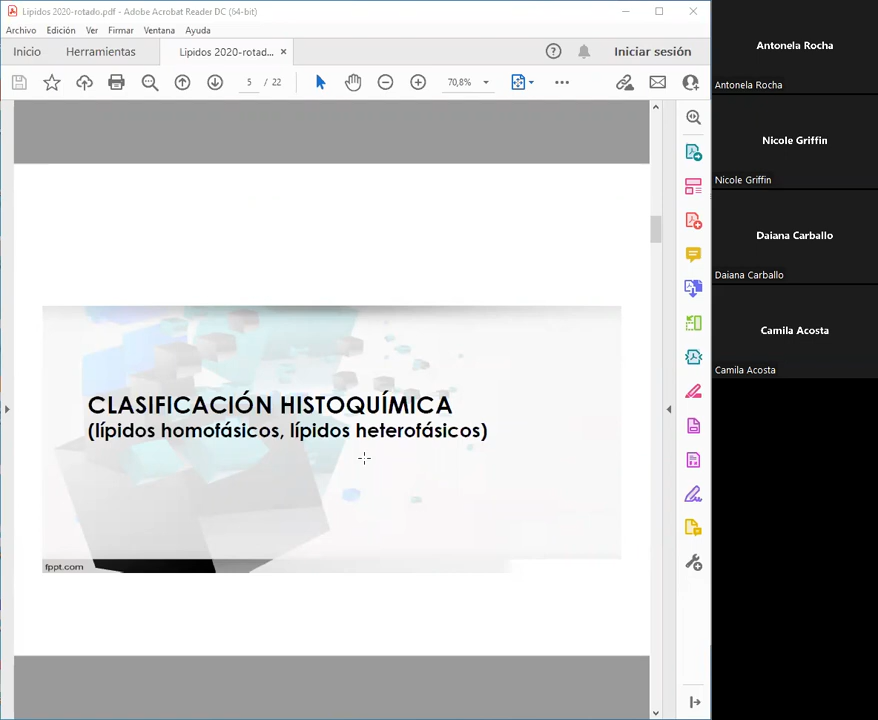 Lípidos 2020-rotado.pdf - Adobe Acrobat Reader DC (64-bit)
Archivo Edición Ver Firmar Ventana Ayuda
Inicio Herramientas Lipidos 2020-rotad... × Iniciar sesión
5 / 22 70,8%
CLASIFICACIÓN HISTOQUÍMICA
(lípidos homofásicos, lípidos heterofásicos)
fppt.com
Antonela Rocha
Antonela Rocha
Nicole Griffin
Nicole Griffin
Daiana Carballo
Daiana Carballo
Camila Acosta
Camila Acosta